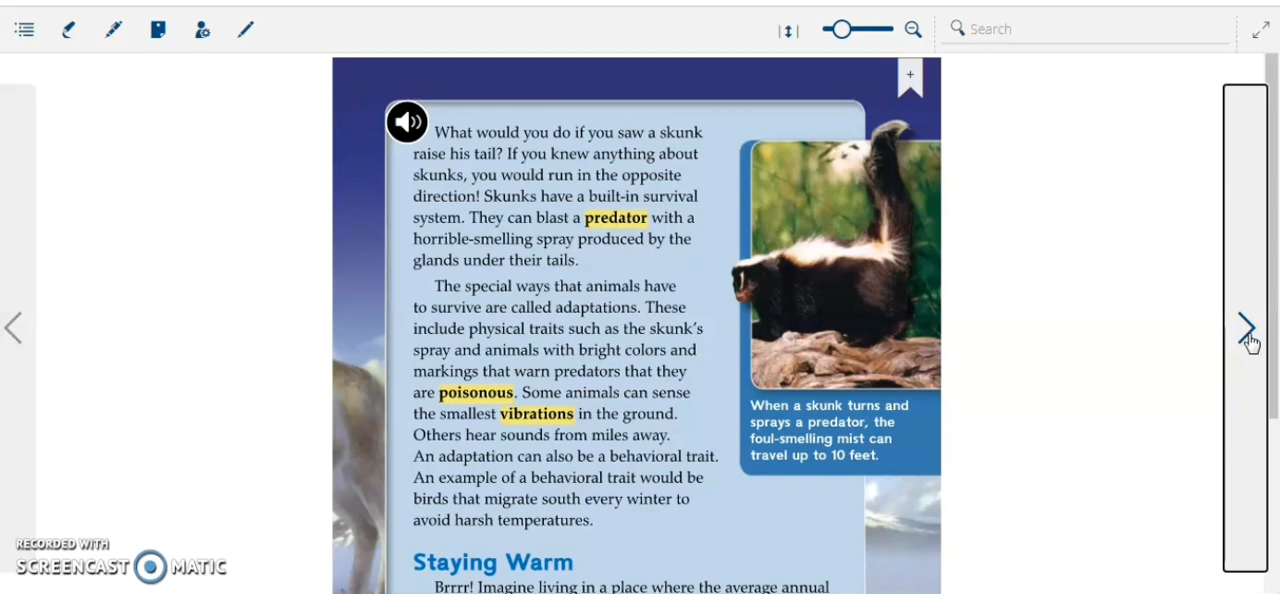 Search
+
What would you do if you saw a skunk
raise his tail? If you knew anything about
skunks, you would run in the opposite
direction! Skunks have a built-in survival
system. They can blast a predator with a
horrible-smelling spray produced by the
glands under their tails.
The special ways that animals have
to survive are called adaptations. These
include physical traits such as the skunk's
spray and animals with bright colors and
markings that warn predators that they
are poisonous. Some animals can sense
the smallest vibrations in the ground.
Others hear sounds from miles away.
An adaptation can also be a behavioral trait.
An example of a behavioral trait would be
birds that migrate south every winter to
avoid harsh temperatures.
When a skunk turns and
sprays a predator, the
foul-smelling mist can
travel up to 10 feet.
Staying Warm
Brrrr! Imagine living in a place where the average annual
RECORDED WITH
SCREENCAST MATIC